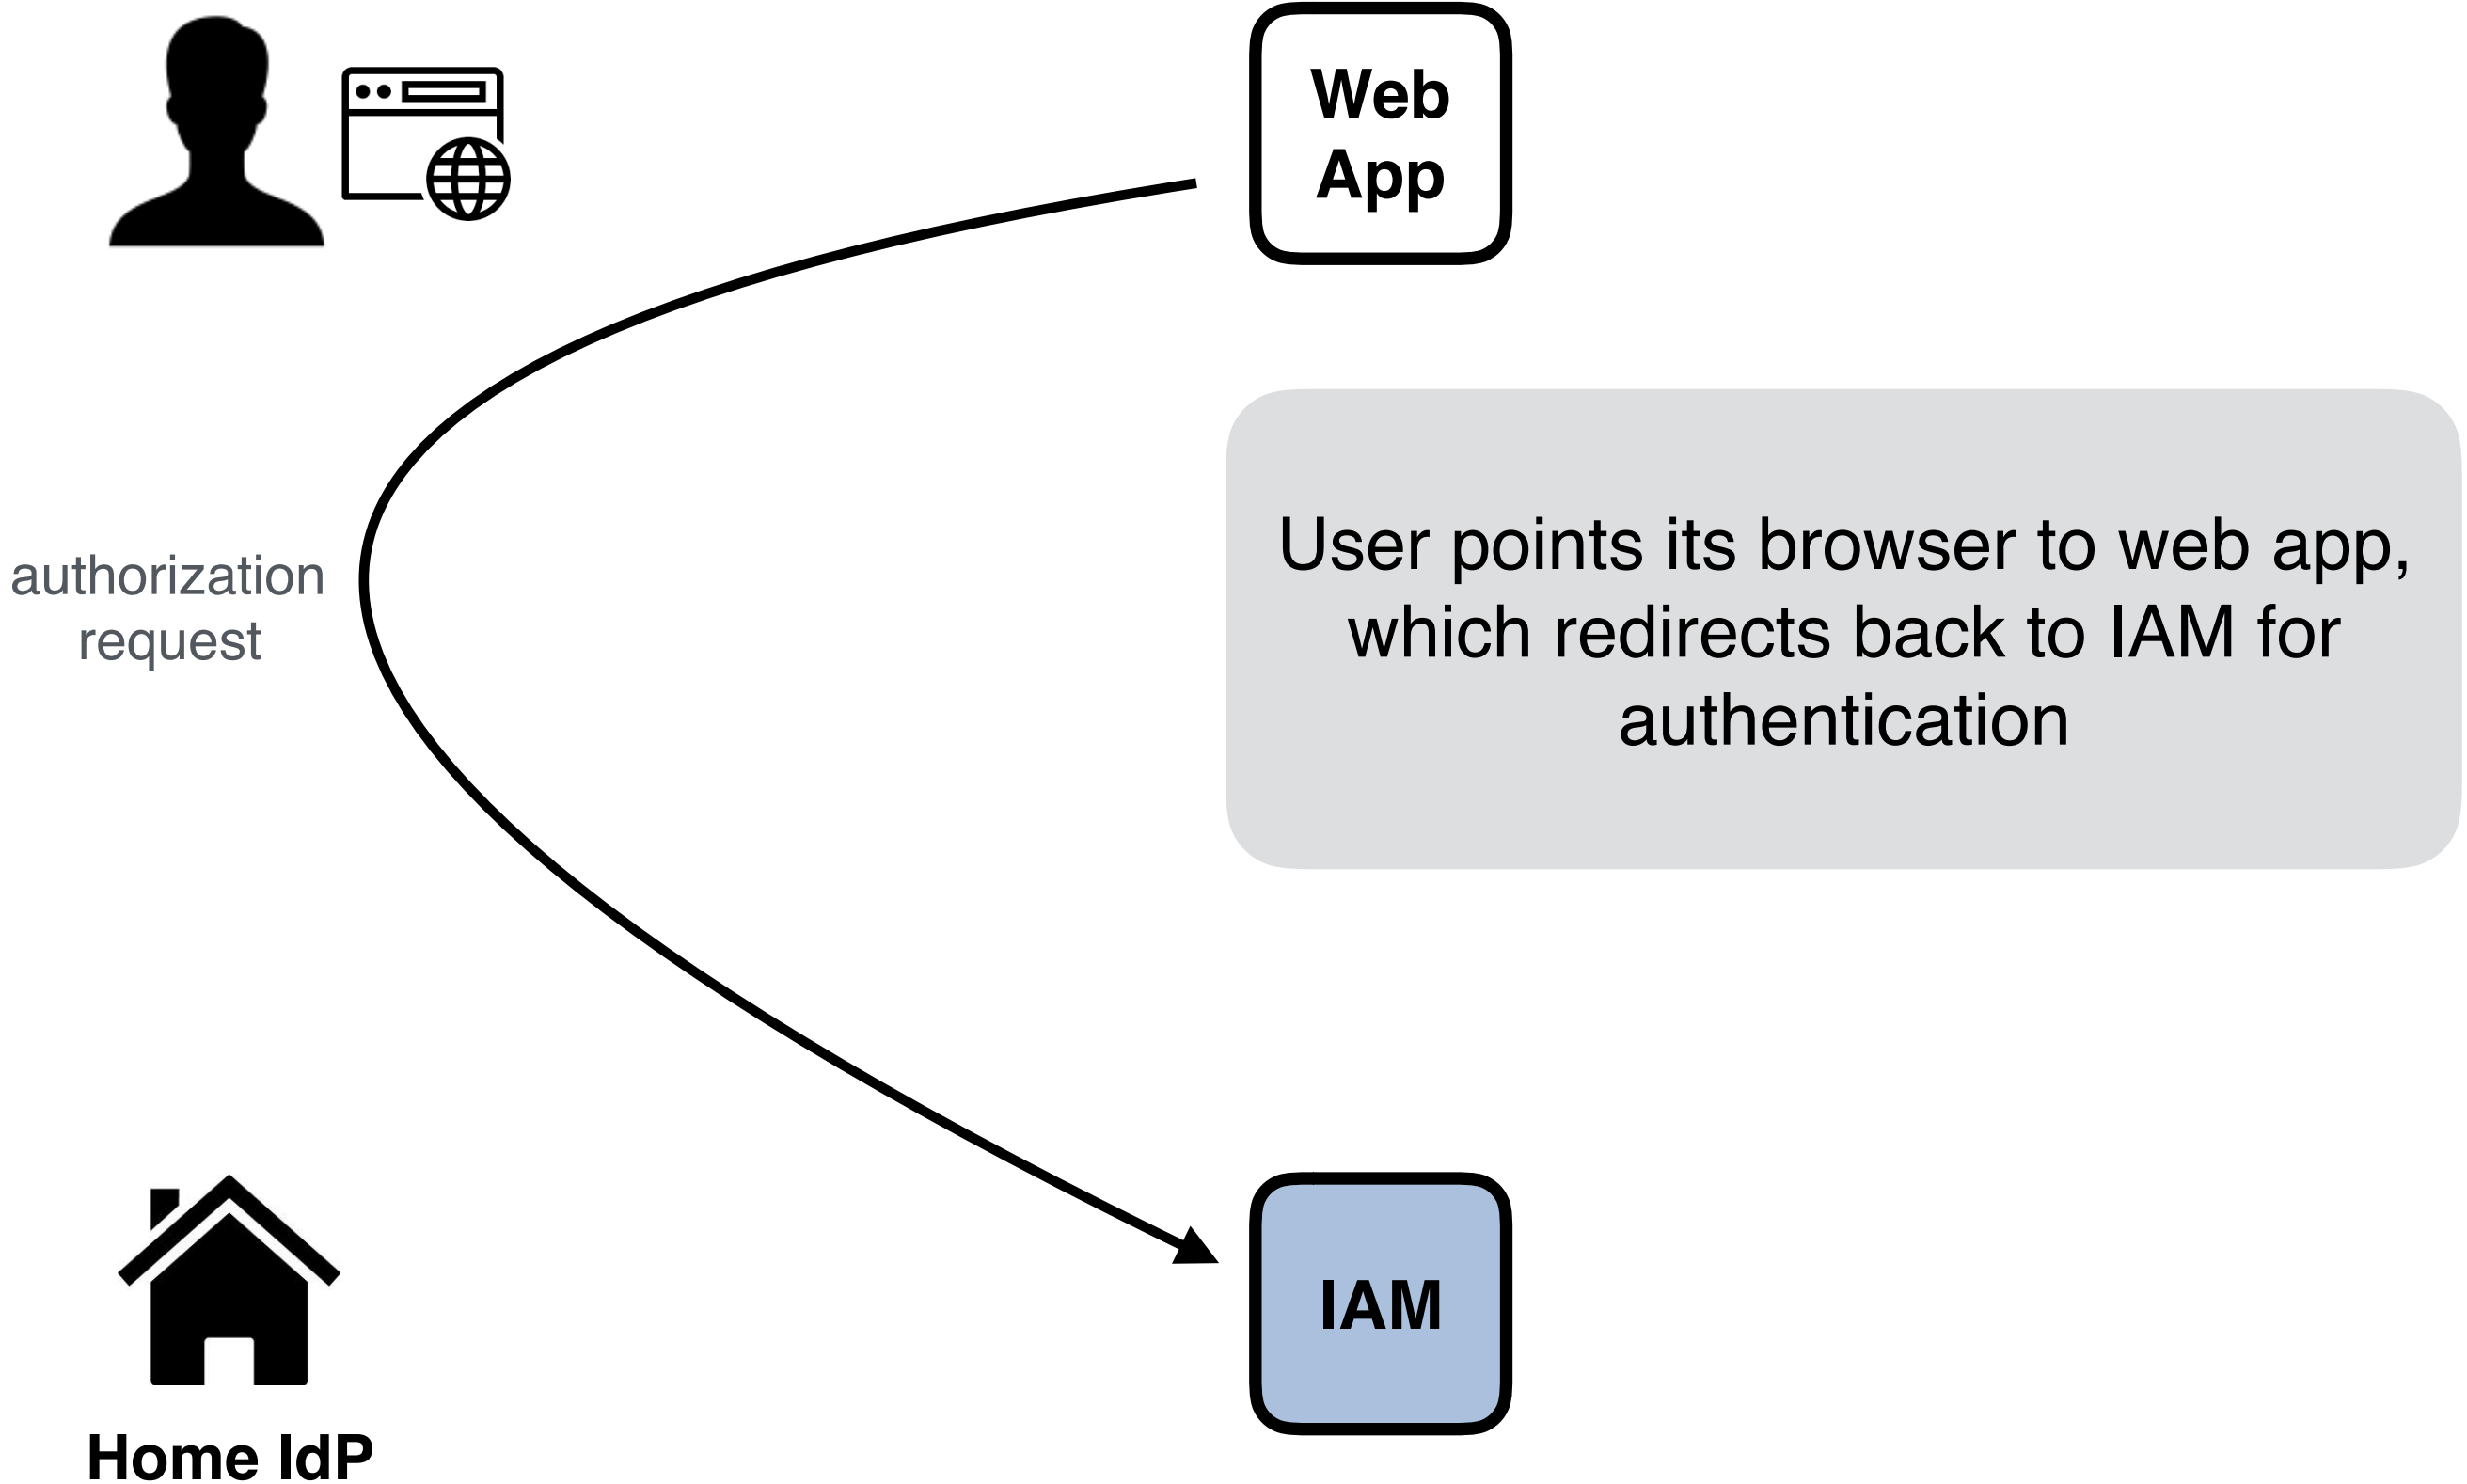 Web
App
authorization
request
User points its browser to web app,
which redirects back to IAM for
authentication
IAM
Home IdP